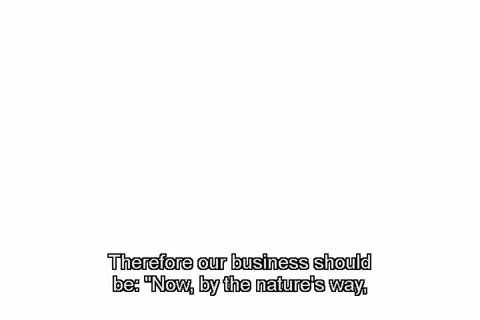 Therefore our business should
be: "Now, by the nature's way,